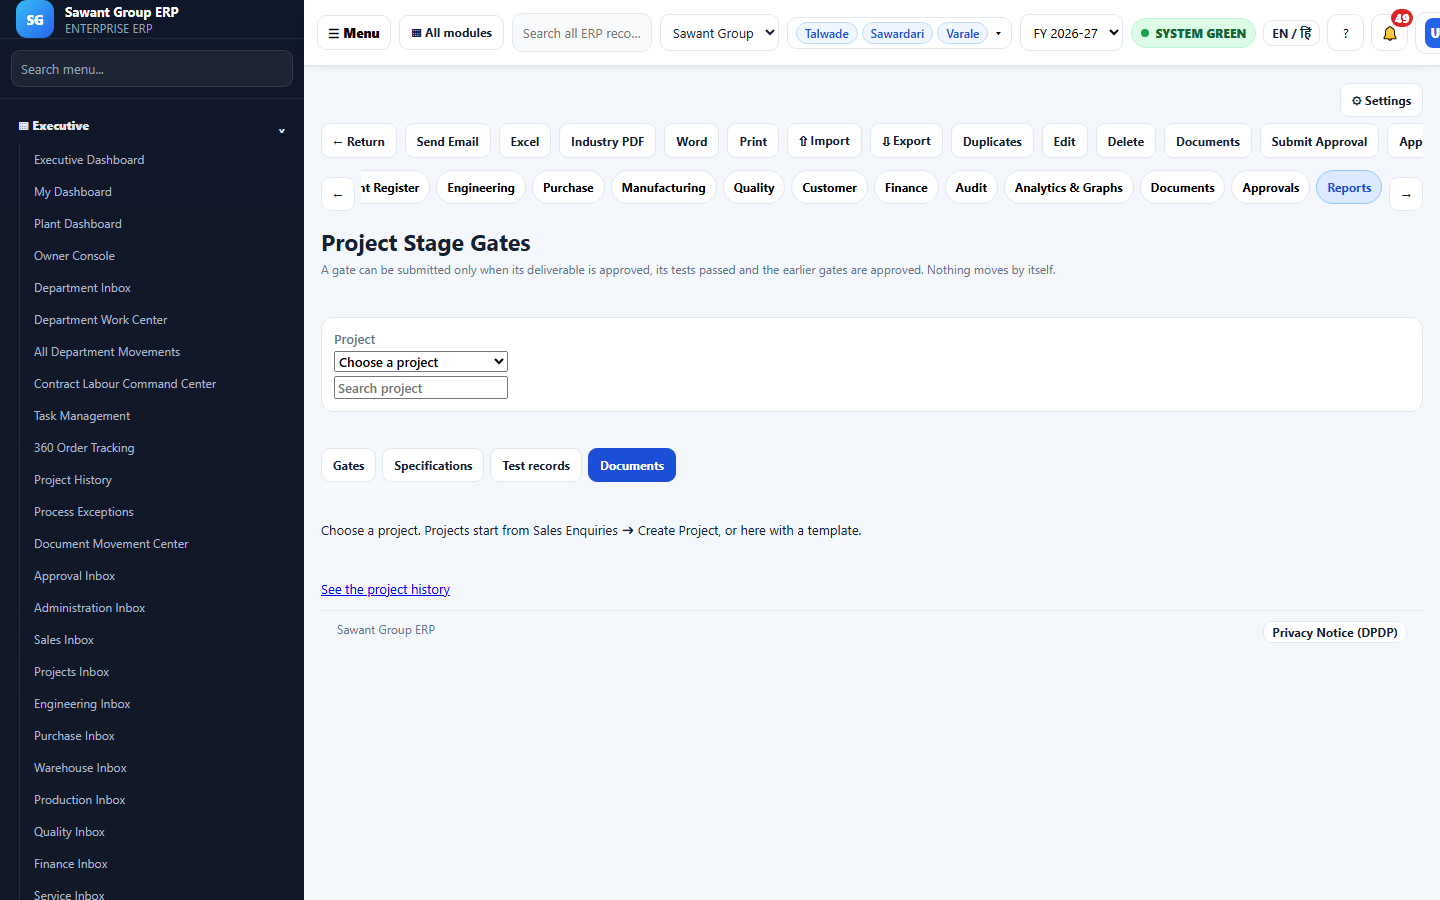 SG
Sawant Group ERP
ENTERPRISE ERP
Search menu...
Executive
Executive Dashboard
My Dashboard
Plant Dashboard
Owner Console
Department Inbox
Department Work Center
All Department Movements
Contract Labour Command Center
Task Management
360 Order Tracking
Project History
Process Exceptions
Document Movement Center
Approval Inbox
Administration Inbox
Sales Inbox
Projects Inbox
Engineering Inbox
Purchase Inbox
Warehouse Inbox
Production Inbox
Quality Inbox
Finance Inbox
Service Inbox
☰ Menu
All modules
Search all ERP reco...
Sawant Group
Talwade Sawardari Varale
FY 2026-27
SYSTEM GREEN
EN / हिं
?
49
U
⚙ Settings
← Return Send Email Excel Industry PDF Word Print ⇧ Import ⇩ Export Duplicates Edit Delete Documents Submit Approval App
← nt Register Engineering Purchase Manufacturing Quality Customer Finance Audit Analytics & Graphs Documents Approvals Reports →
Project Stage Gates
A gate can be submitted only when its deliverable is approved, its tests passed and the earlier gates are approved. Nothing moves by itself.
Project
Choose a project
Search project
Gates Specifications Test records Documents
Choose a project. Projects start from Sales Enquiries → Create Project, or here with a template.
See the project history
Sawant Group ERP
Privacy Notice (DPDP)